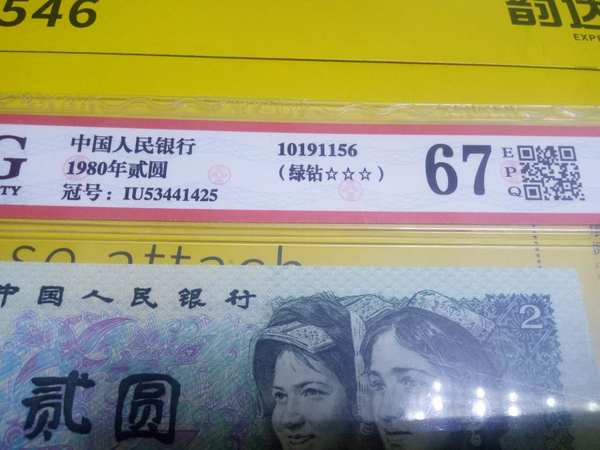 546
韵达
EXPR
G
TY
中国人民银行
1980年贰圆
冠号：IU53441425
10191156
（绿钻☆☆☆）
67
E
P
Q
se attach
中国人民银行
2
贰圆